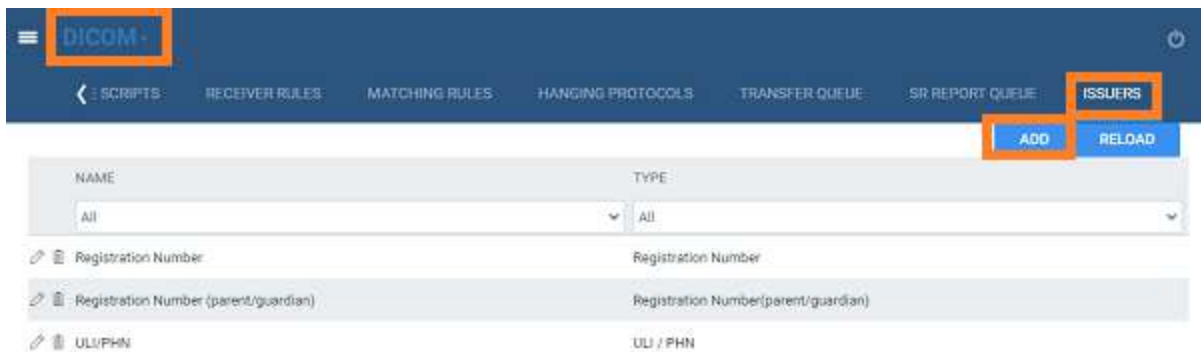 DICOM
SCRIPTS RECEIVER RULES MATCHING RULES HANGING PROTOCOLS TRANSFER QUEUE SR REPORT QUEUE ISSUERS
ADD RELOAD
NAME TYPE
All All
Registration Number Registration Number
Registration Number (parent/guardian) Registration Number(parent/guardian)
ULI/PHN ULI / PHN